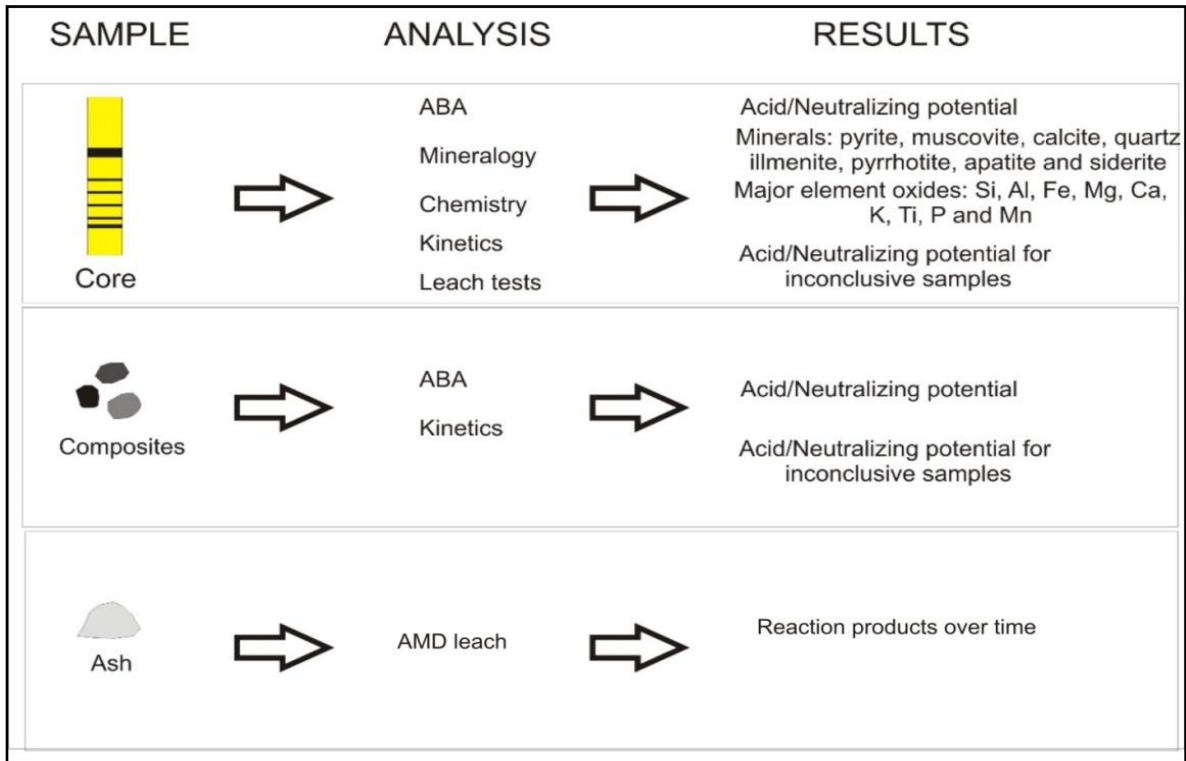 SAMPLE ANALYSIS RESULTS
ABA
Mineralogy
Chemistry
Kinetics
Leach tests
Core
Acid/Neutralizing potential
Minerals: pyrite, muscovite, calcite, quartz
illmenite, pyrrhotite, apatite and siderite
Major element oxides: Si, Al, Fe, Mg, Ca,
K, Ti, P and Mn
Acid/Neutralizing potential for
inconclusive samples
Composites
ABA
Kinetics
Acid/Neutralizing potential
Acid/Neutralizing potential for
inconclusive samples
Ash
AMD leach
Reaction products over time